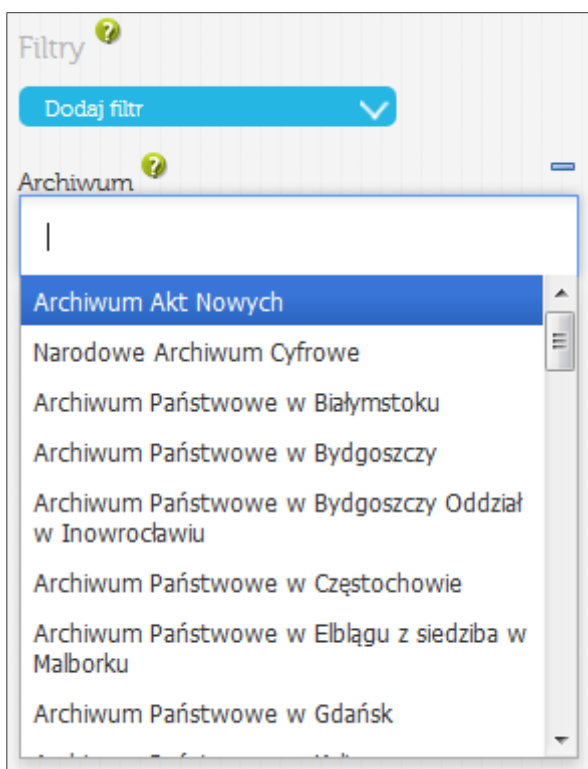 Filtry
Dodaj filtr
Archiwum
Archiwum Akt Nowych
Narodowe Archiwum Cyfrowe
Archiwum Państwowe w Białymstoku
Archiwum Państwowe w Bydgoszczy
Archiwum Państwowe w Bydgoszczy Oddział
w Inowrocławiu
Archiwum Państwowe w Częstochowie
Archiwum Państwowe w Elblągu z siedziba w
Malborku
Archiwum Państwowe w Gdańsk